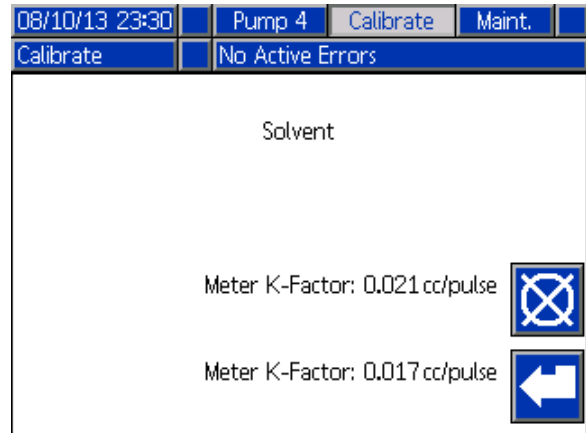 08/10/13 23:30 Pump 4 Calibrate Maint.
Calibrate No Active Errors
Solvent
Meter K-Factor: 0.021 cc/pulse
Meter K-Factor: 0.017 cc/pulse